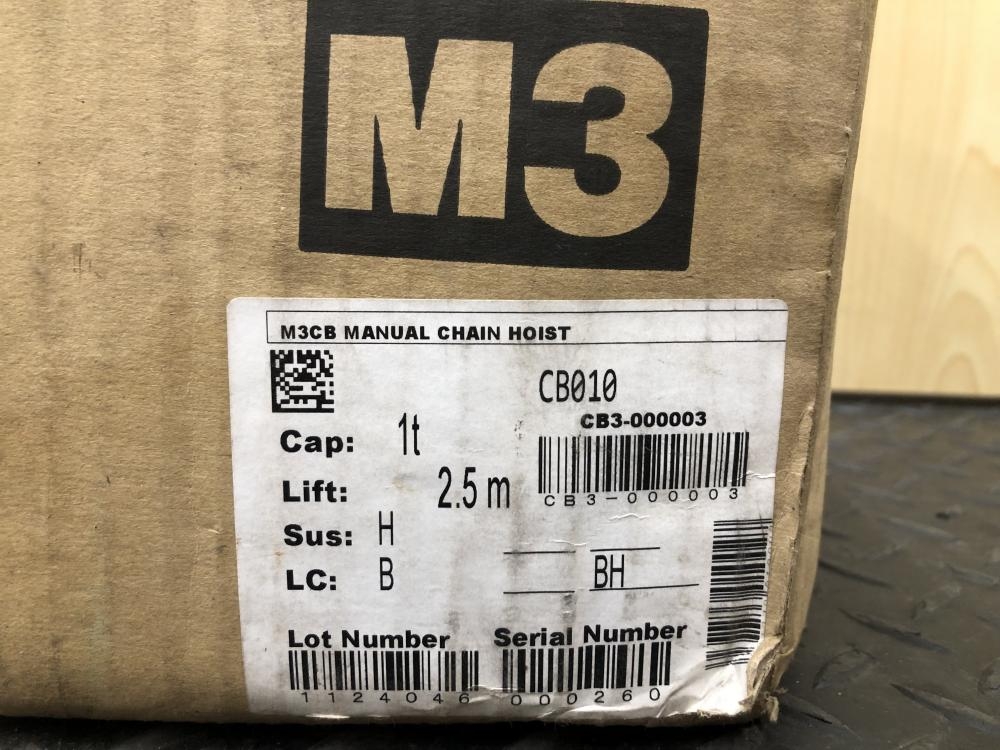 M3
M3CB MANUAL CHAIN HOIST
CB010
CB3-000003
Cap: 1t
CB3-000003
Lift: 2.5 m
Sus: H
LC: B
BH
Lot Number Serial Number
1124046 000260